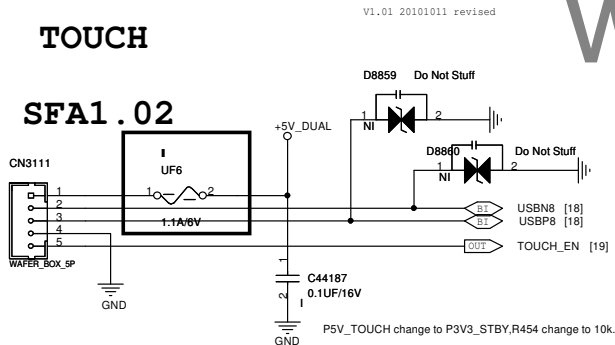 V1.01 20101011 revised
W
TOUCH
SFA1.02
D8859 Do Not Stuff
1 2
NI
D8860 Do Not Stuff
1 2
NI
+5V_DUAL
I
UF6
1 2
1.1A/6V
CN3111
1
2
3
4
5
WAFER_BOX_5P
GND
BI USBN8 [18]
BI USBP8 [18]
OUT TOUCH_EN [19]
1
C44187
0.1UF/16V
2
I
GND
P5V_TOUCH change to P3V3_STBY,R454 change to 10k.